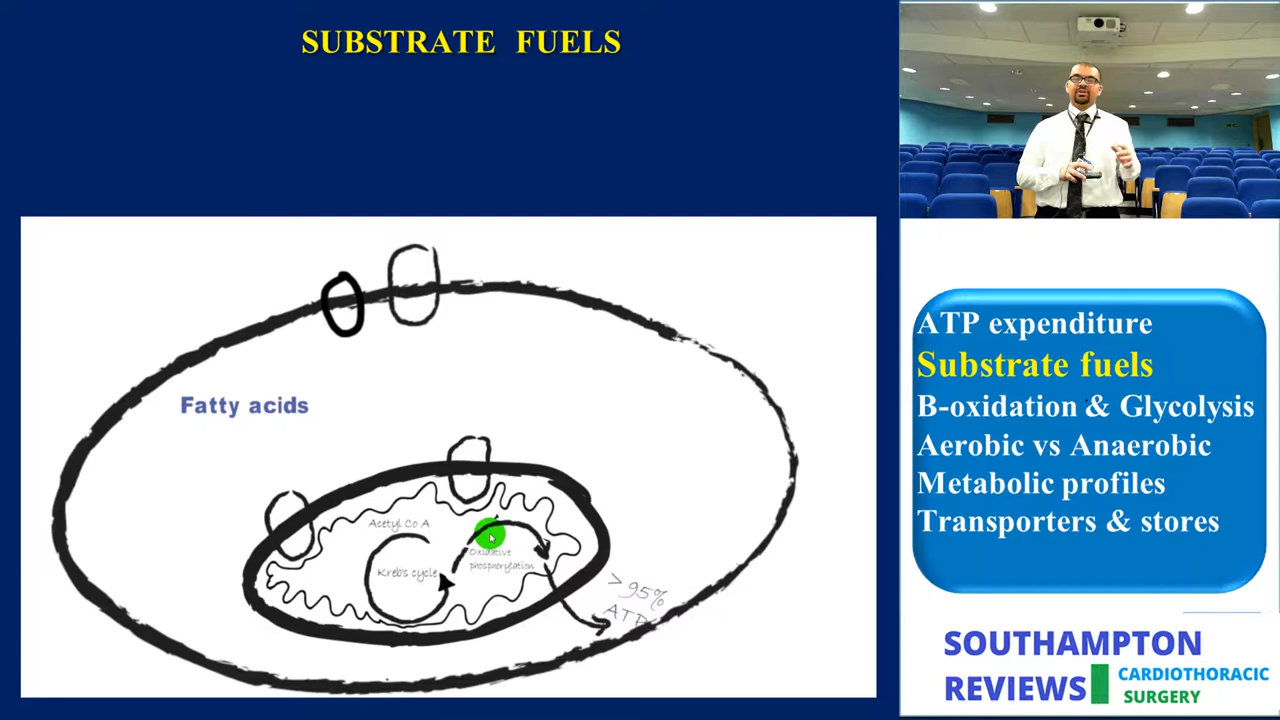 SUBSTRATE FUELS
Fatty acids
Acetyl Co A
Kreb's cycle
Oxidative
phosphorylation
> 95%
ATP
ATP expenditure
Substrate fuels
B-oxidation & Glycolysis
Aerobic vs Anaerobic
Metabolic profiles
Transporters & stores
SOUTHAMPTON
REVIEWS
CARDIOTHORACIC
SURGERY